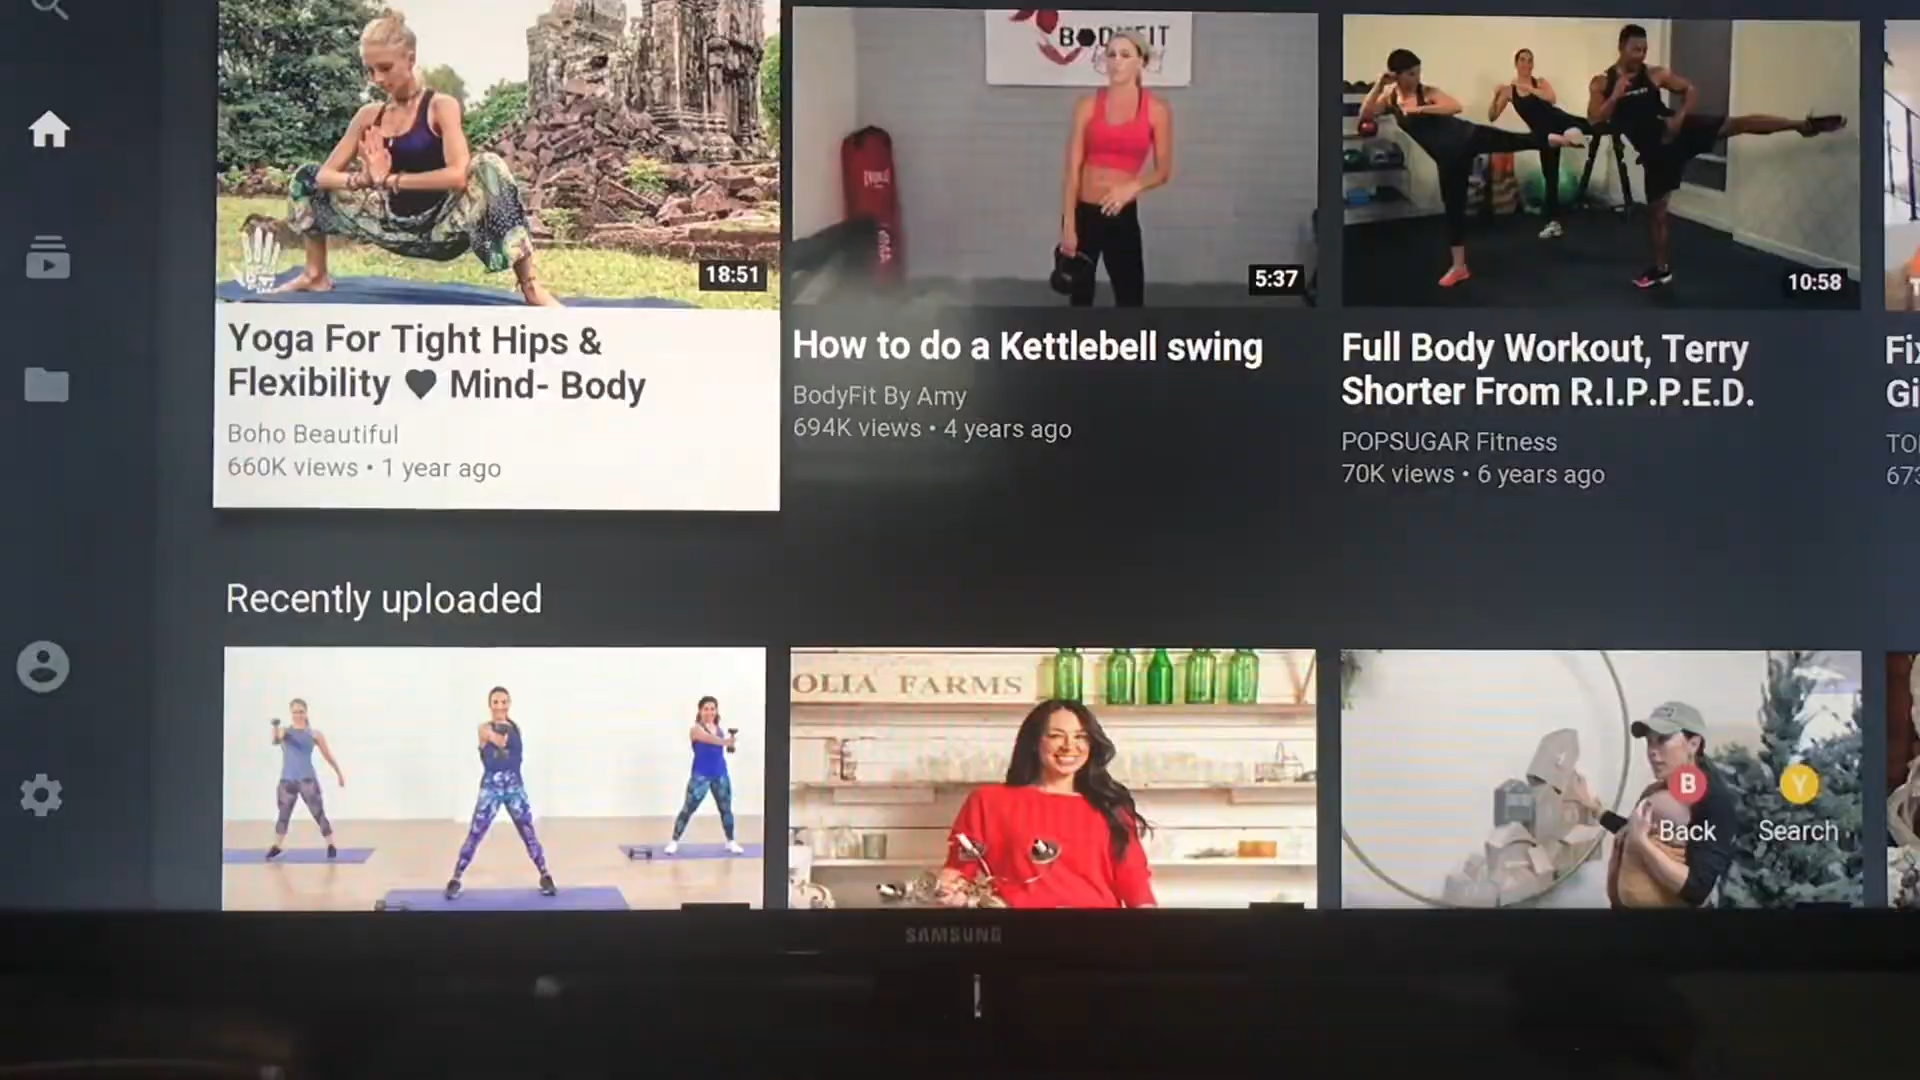 BODYFIT
EVERLAST
18:51
5:37
10:58
Yoga For Tight Hips &
Flexibility ♥ Mind- Body
Boho Beautiful
660K views • 1 year ago
How to do a Kettlebell swing
BodyFit By Amy
694K views • 4 years ago
Full Body Workout, Terry
Shorter From R.I.P.P.E.D.
POPSUGAR Fitness
70K views • 6 years ago
Recently uploaded
OLIA FARMS
B
Y
Back
Search
SAMSUNG